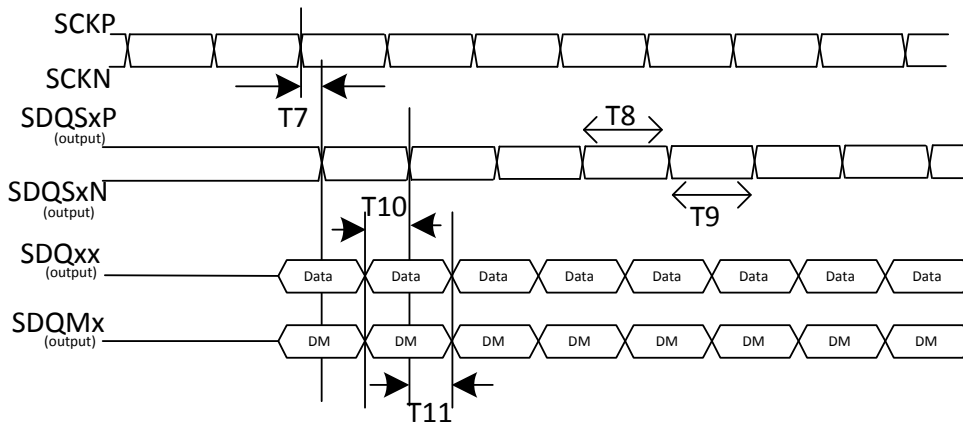 SCKP
SCKN
T7
SDQSxP
(output)
T8
SDQSxN
(output)
T9
T10
SDQxx
(output)
Data Data Data Data Data Data Data Data
SDQMx
(output)
DM DM DM DM DM DM DM DM
T11